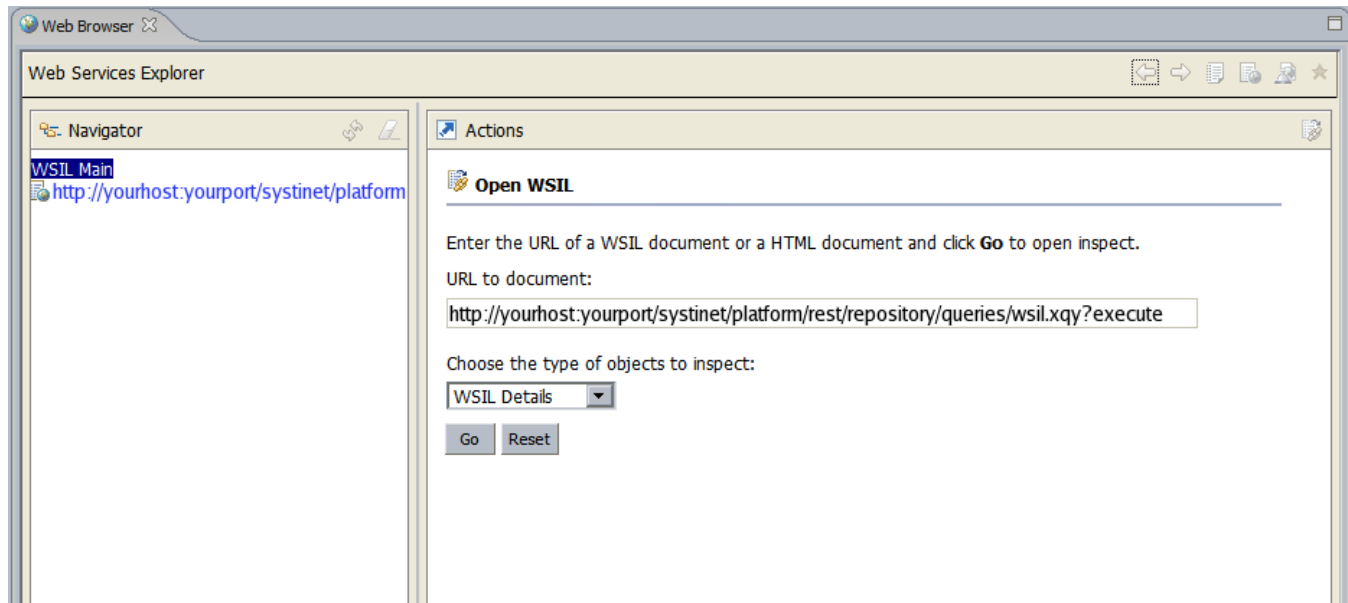 Web Browser
Web Services Explorer
Navigator
WSIL Main
http://yourhost:yourport/systinet/platform
Actions
Open WSIL
Enter the URL of a WSIL document or a HTML document and click Go to open inspect.
URL to document:
http://yourhost:yourport/systinet/platform/rest/repository/queries/wsil.xqy?execute
Choose the type of objects to inspect:
WSIL Details
Go Reset